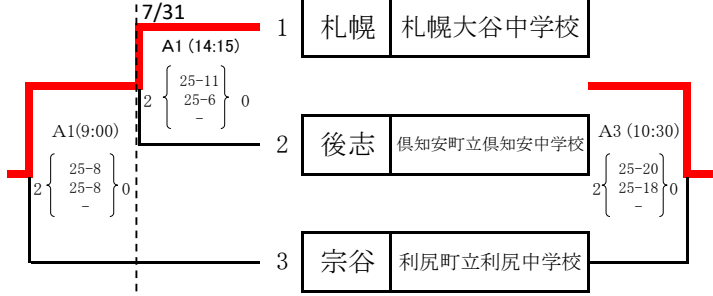 7/31
1 札幌 札幌大谷中学校
A1 (14:15)
25-11
2 25-6 0
-
A1(9:00)
2 後志 倶知安町立倶知安中学校
A3 (10:30)
25-8
2 25-8 0
-
25-20
2 25-18 0
-
3 宗谷 利尻町立利尻中学校